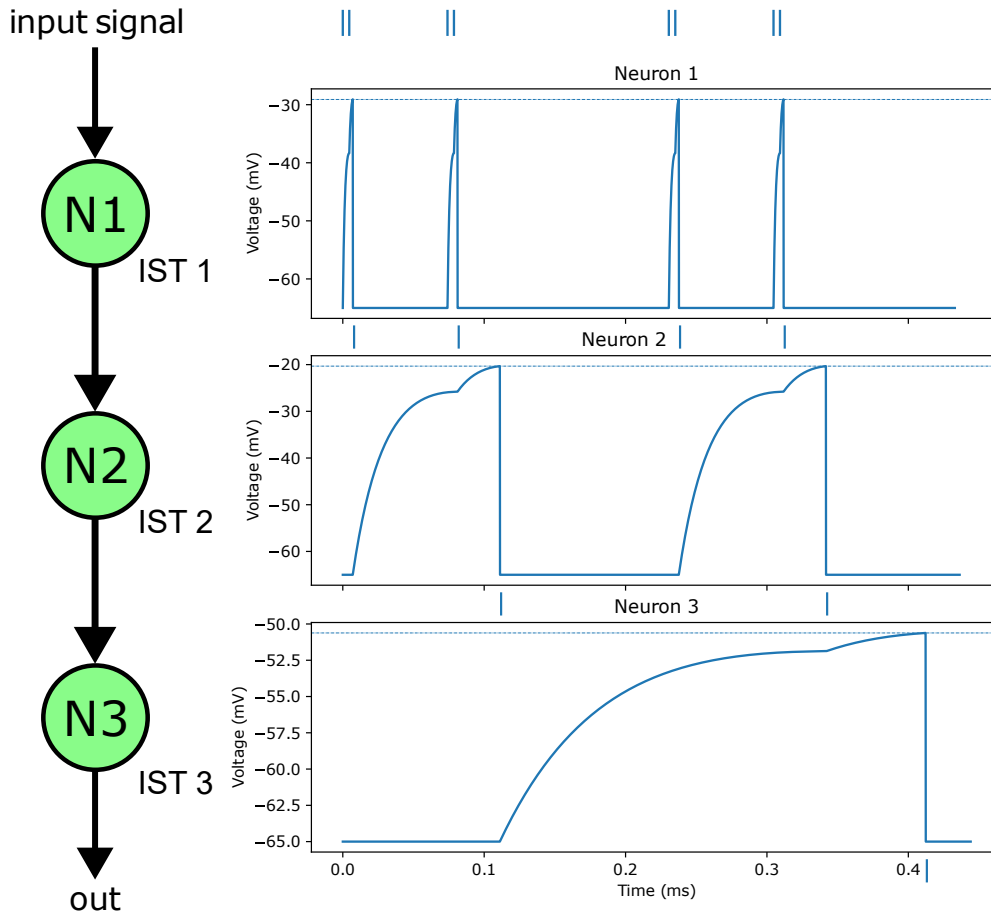 input signal
N1
IST 1
N2
IST 2
N3
IST 3
out
Neuron 1
Voltage (mV)
−30
−40
−50
−60
Neuron 2
Voltage (mV)
−20
−30
−40
−50
−60
Neuron 3
Voltage (mV)
−50.0
−52.5
−55.0
−57.5
−60.0
−62.5
−65.0
0.0 0.1 0.2 0.3 0.4
Time (ms)